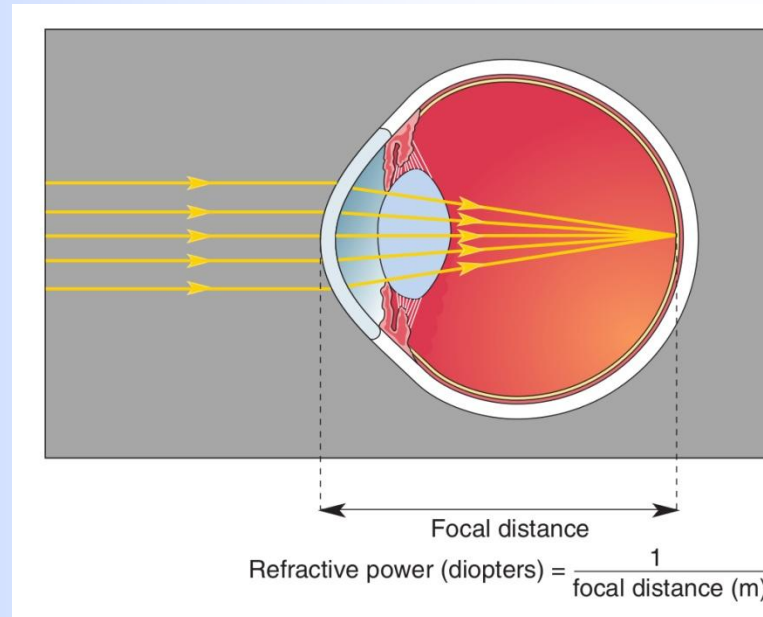 Focal distance
Refractive power (diopters) = 1
focal distance (m)